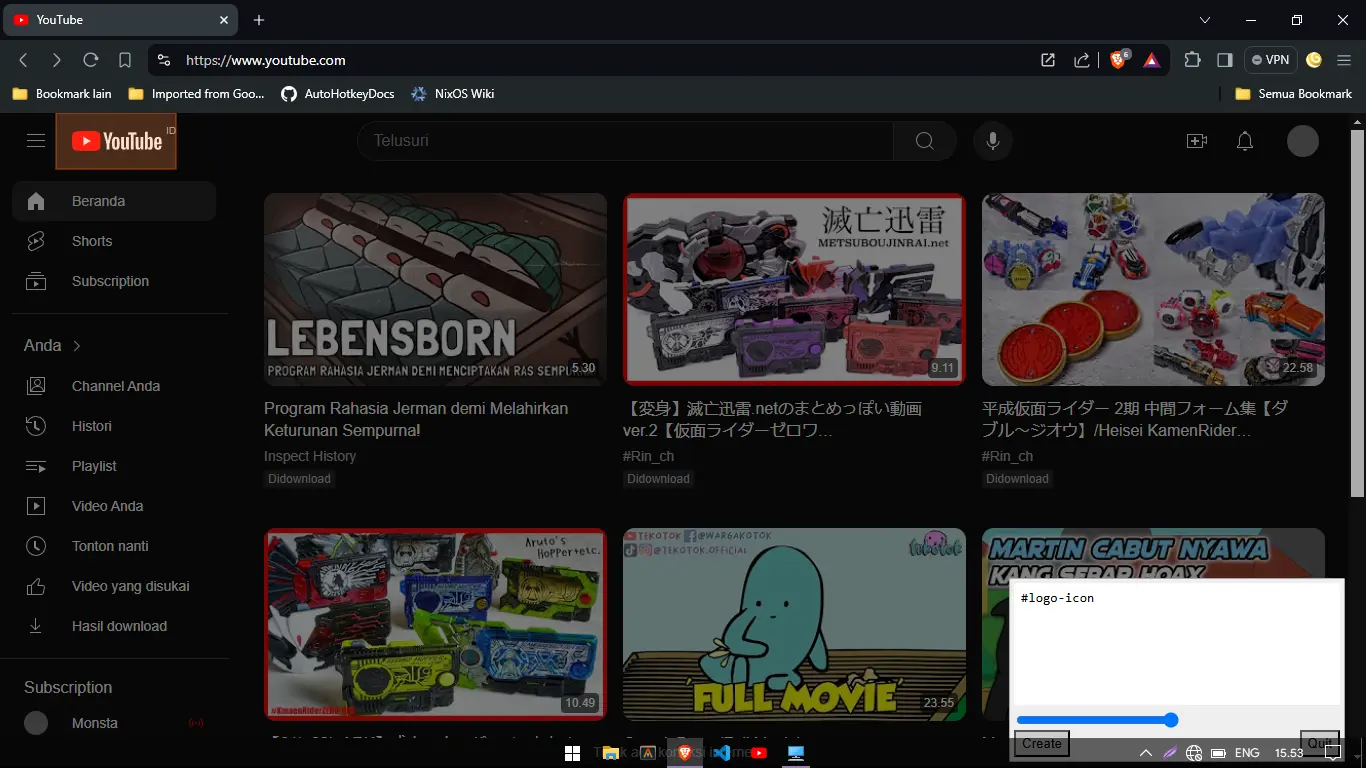 YouTube
https://www.youtube.com
6
VPN
Bookmark lain
Imported from Goo...
AutoHotkeyDocs
NixOS Wiki
Semua Bookmark
YouTube
ID
Telusuri
Beranda
Shorts
Subscription
Anda
Channel Anda
Histori
Playlist
Video Anda
Tonton nanti
Video yang disukai
Hasil download
Subscription
Monsta
LEBENSBORN
PROGRAM RAHASIA JERMAN DEMI MENCIPTAKAN RAS
5.30
Program Rahasia Jerman demi Melahirkan
Keturunan Sempurna!
Inspect History
Didownload
滅亡迅雷
METSUBOUJINRAI.net
9.11
【変身】滅亡迅雷.netのまとめっぽい動画
ver.2【仮面ライダーゼロワ...
#Rin_ch
Didownload
22.58
平成仮面ライダー 2期 中間フォーム集【ダ
ブル〜ジオウ】/Heisei KamenRider...
#Rin_ch
Didownload
Aruto's
HoPPer+etc.
10.49
TEKOTOK @WARGAKOTOK
@TEKOTOK.OFFICIAL
TEKOTOK
FULL MOVIE
23.55
MARTIN CABUT NYAWA
KANG SEBAR HOAX
#logo-icon
Create
Quit
ENG
15.53